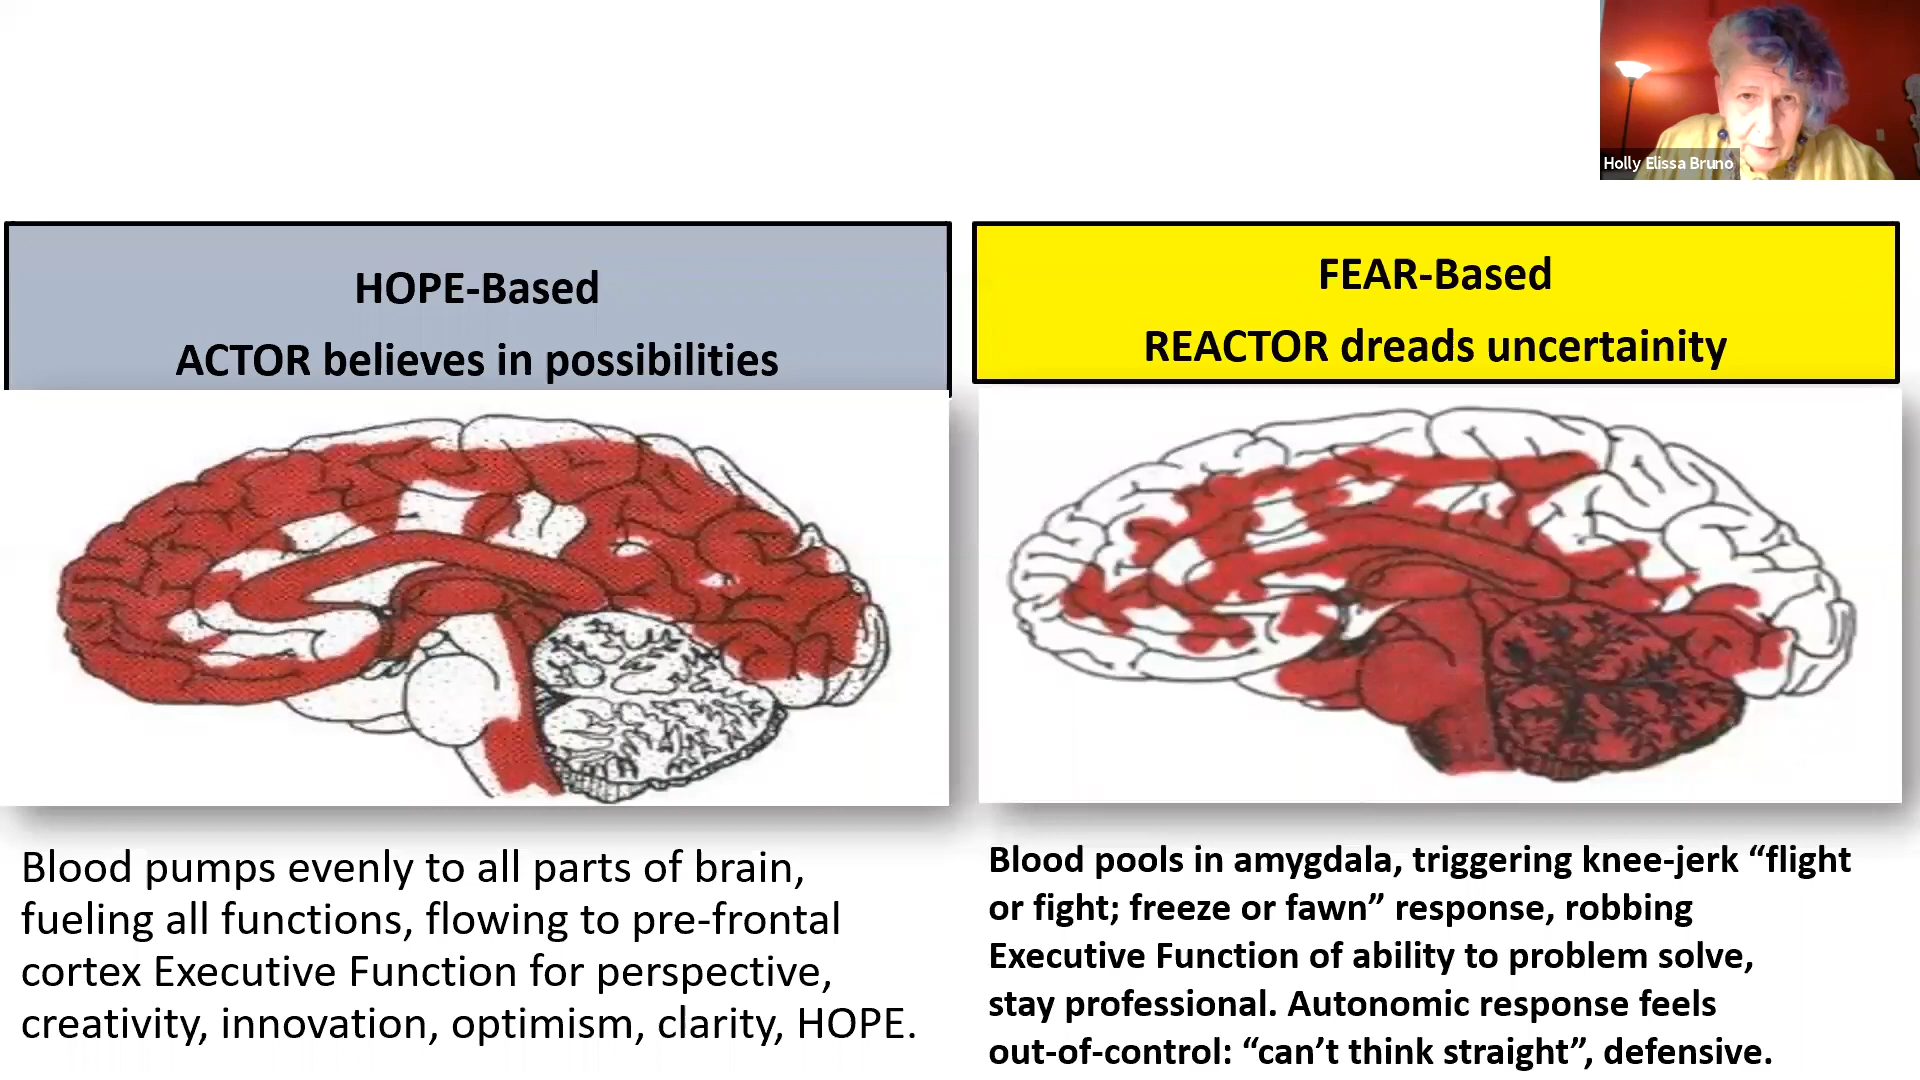 Holly Elissa Bruno
HOPE-Based
ACTOR believes in possibilities
FEAR-Based
REACTOR dreads uncertainity
Blood pumps evenly to all parts of brain,
fueling all functions, flowing to pre-frontal
cortex Executive Function for perspective,
creativity, innovation, optimism, clarity, HOPE.
Blood pools in amygdala, triggering knee-jerk “flight
or fight; freeze or fawn” response, robbing
Executive Function of ability to problem solve,
stay professional. Autonomic response feels
out-of-control: “can’t think straight”, defensive.